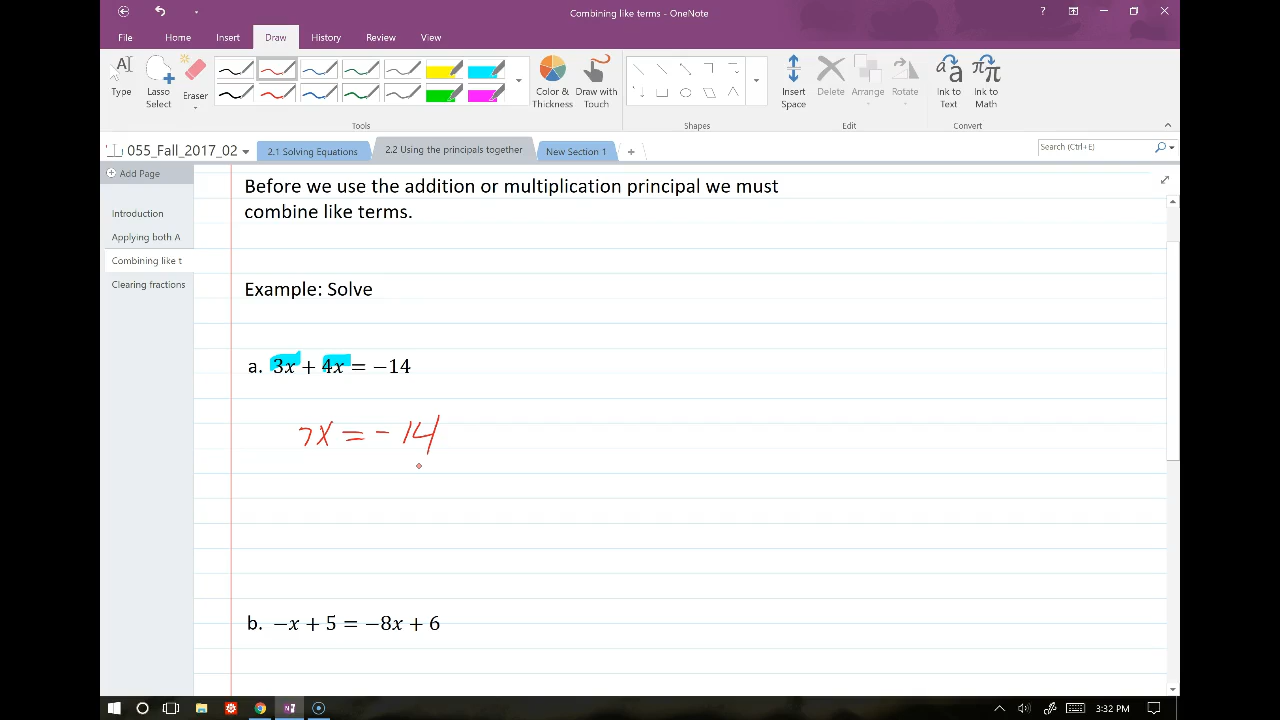 Combining like terms - OneNote
?
File Home Insert Draw History Review View
Type Lasso Select Eraser Color & Thickness Draw with Touch Insert Space Delete Arrange Rotate Ink to Text Ink to Math
Tools Shapes Edit Convert
055_Fall_2017_02 2.1 Solving Equations 2.2 Using the principals together New Section 1 + Search (Ctrl+E)
Add Page
Introduction
Applying both A
Combining like t
Clearing fractions
Before we use the addition or multiplication principal we must
combine like terms.
Example: Solve
a. 3x + 4x = −14
7x = - 14
b. −x + 5 = −8x + 6
3:32 PM